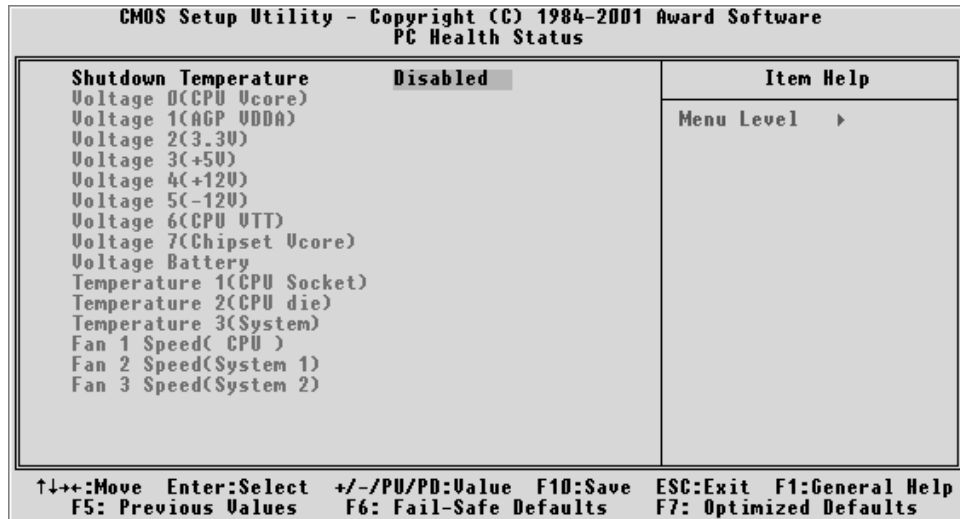 CMOS Setup Utility - Copyright (C) 1984-2001 Award Software
PC Health Status
Shutdown Temperature Disabled
Voltage 0(CPU Vcore)
Voltage 1(AGP VDDA)
Voltage 2(3.3V)
Voltage 3(+5V)
Voltage 4(+12V)
Voltage 5(-12V)
Voltage 6(CPU VTT)
Voltage 7(Chipset Vcore)
Voltage Battery
Temperature 1(CPU Socket)
Temperature 2(CPU die)
Temperature 3(System)
Fan 1 Speed( CPU )
Fan 2 Speed(System 1)
Fan 3 Speed(System 2)
Item Help
Menu Level ▸
↑↓→←:Move Enter:Select +/-/PU/PD:Value F10:Save ESC:Exit F1:General Help
F5: Previous Values F6: Fail-Safe Defaults F7: Optimized Defaults